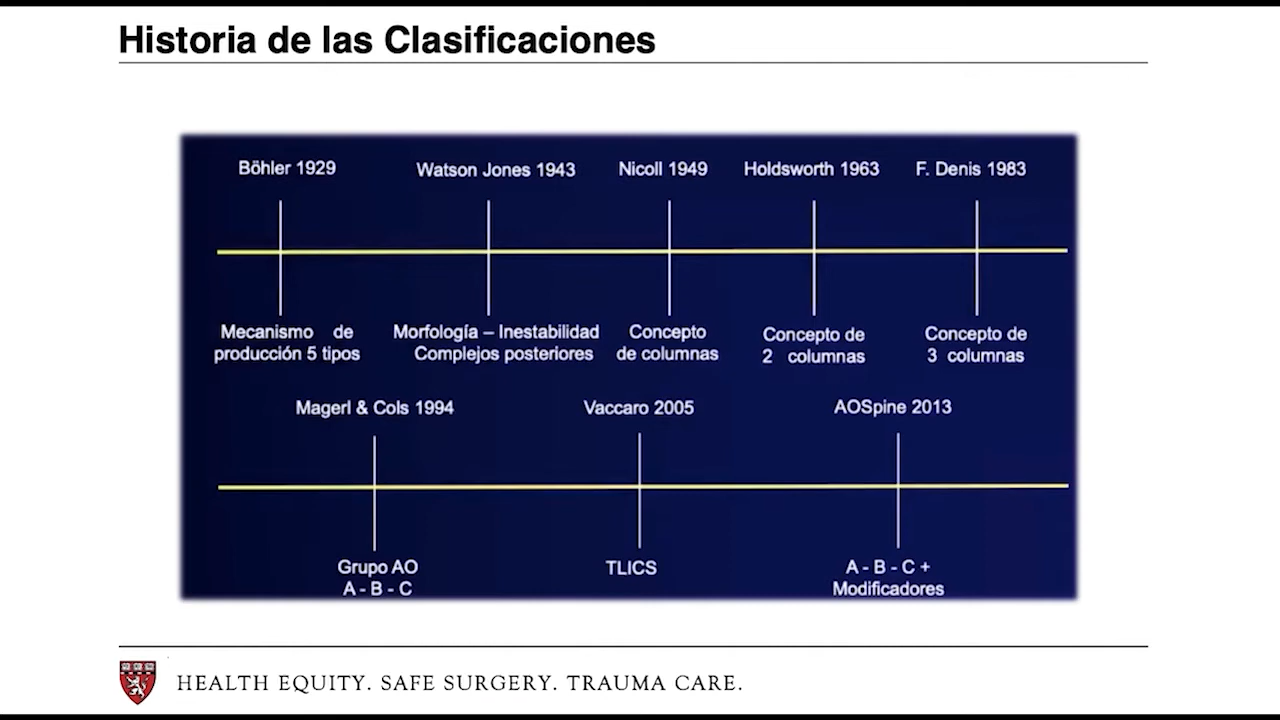 Historia de las Clasificaciones
Böhler 1929
Watson Jones 1943
Nicoll 1949
Holdsworth 1963
F. Denis 1983
Mecanismo de
producción 5 tipos
Morfología – Inestabilidad
Complejos posteriores
Concepto
de columnas
Concepto de
2 columnas
Concepto de
3 columnas
Magerl & Cols 1994
Vaccaro 2005
AOSpine 2013
Grupo AO
A - B - C
TLICS
A - B - C +
Modificadores
HEALTH EQUITY. SAFE SURGERY. TRAUMA CARE.